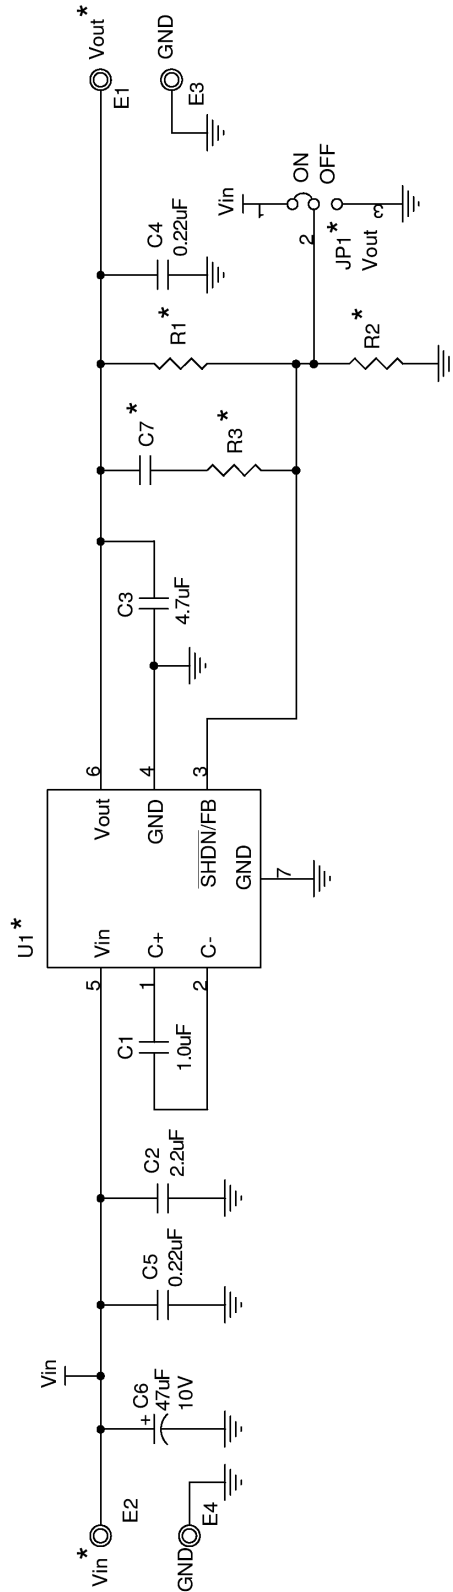 Vin *
E2
GND
E4
Vin
+
C6
47uF
10V
C5
0.22uF
C2
2.2uF
C1
1.0uF
U1*
5
Vin
1
C+
2
C-
Vout
6
GND
4
SHDN/FB
3
GND
7
C3
4.7uF
C7 *
R3 *
R1 *
R2 *
C4
0.22uF
Vin
1
ON
OFF
2
JP1 *
Vout
3
Vout *
E1
GND
E3